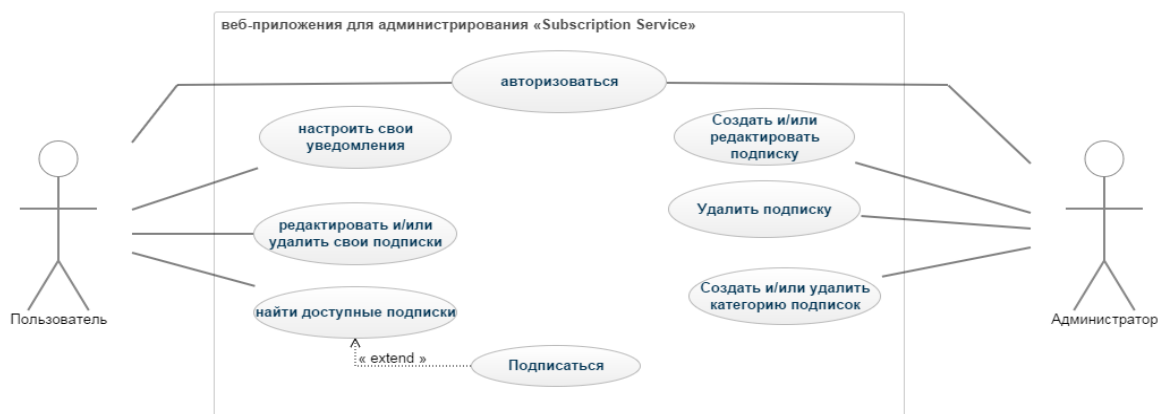 веб-приложения для администрирования «Subscription Service»
авторизоваться
настроить свои
уведомления
Создать и/или
редактировать
подписку
редактировать и/или
удалить свои подписки
Удалить подписку
найти доступные подписки
Создать и/или удалить
категорию подписок
Пользователь
Администратор
« extend »
Подписаться